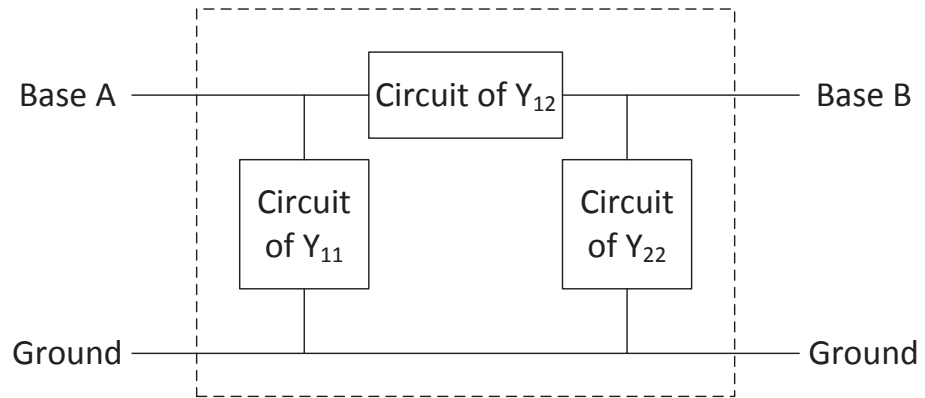 Base A
Circuit of Y₁₂
Base B
Circuit
of Y₁₁
Circuit
of Y₂₂
Ground
Ground